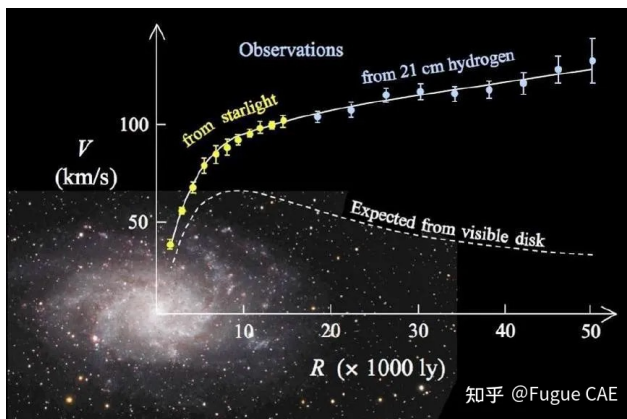 Observations
from 21 cm hydrogen
from starlight
100
V
(km/s)
50
Expected from visible disk
10
20
30
40
50
R (× 1000 ly)
知乎 @Fugue CAE